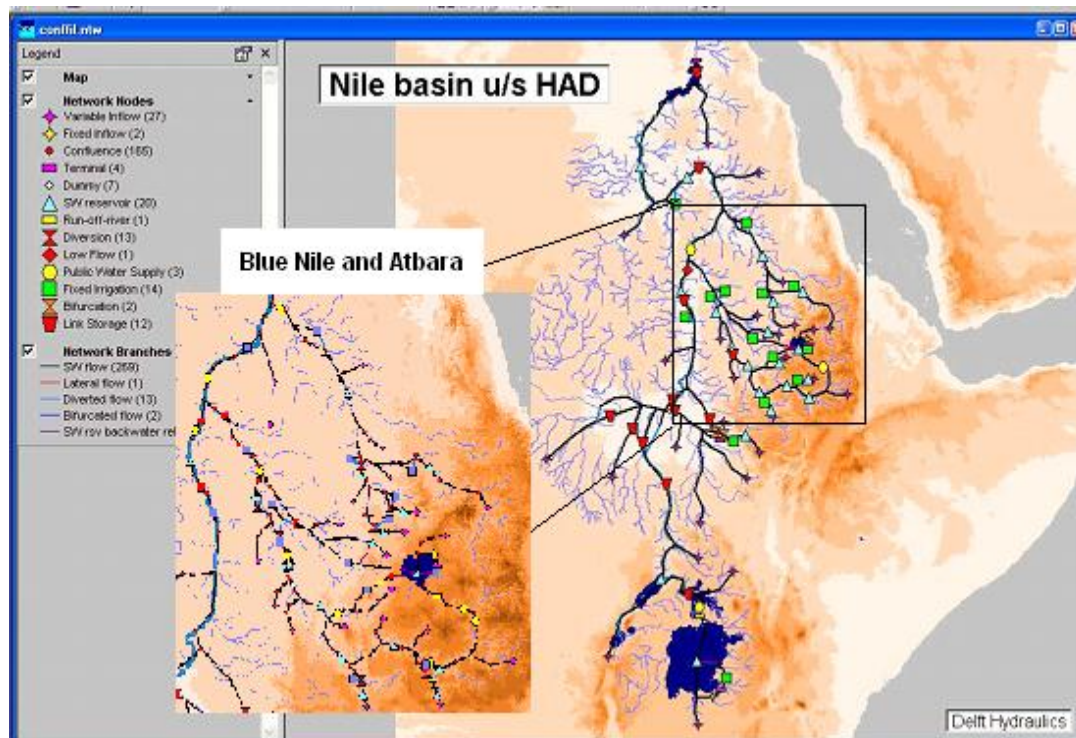 conffil.ntw
Legend
Map
Network Nodes
Variable Inflow (27)
Fixed inflow (2)
Confluence (165)
Terminal (4)
Dummy (7)
SW reservoir (20)
Run-off-river (1)
Diversion (13)
Low Flow (1)
Public Water Supply (3)
Fixed Irrigation (14)
Bifurcation (2)
Link Storage (12)
Network Branches
SW flow (269)
Lateral flow (1)
Diverted flow (13)
Bifurcated flow (2)
SW rsv backwater rel
Nile basin u/s HAD
Blue Nile and Atbara
Delft Hydraulics